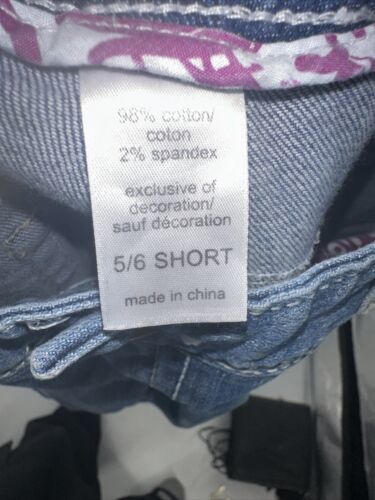 98% cotton/
coton
2% spandex
exclusive of
decoration/
sauf décoration
5/6 SHORT
made in china